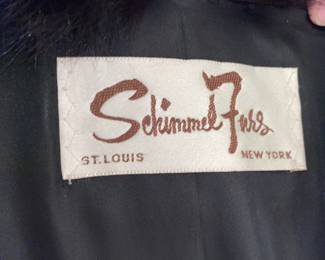 Schimmel Furs
ST. LOUIS NEW YORK